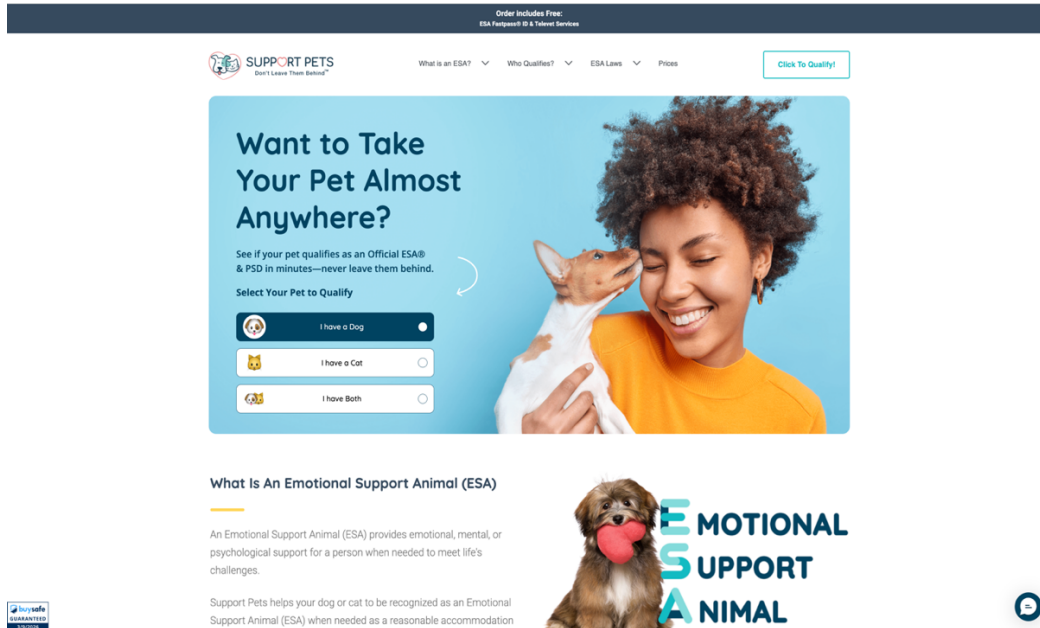 Order includes Free:
ESA Fastpass® ID & Televet Services
SUPPORT PETS
Don't Leave Them Behind™
What is an ESA?
Who Qualifies?
ESA Laws
Prices
Click To Qualify!
Want to Take
Your Pet Almost
Anywhere?
See if your pet qualifies as an Official ESA®
& PSD in minutes—never leave them behind.
Select Your Pet to Qualify
I have a Dog
I have a Cat
I have Both
What Is An Emotional Support Animal (ESA)
An Emotional Support Animal (ESA) provides emotional, mental, or
psychological support for a person when needed to meet life's
challenges.
Support Pets helps your dog or cat to be recognized as an Emotional
Support Animal (ESA) when needed as a reasonable accommodation
EMOTIONAL
SUPPORT
ANIMAL
buysafe
GUARANTEED